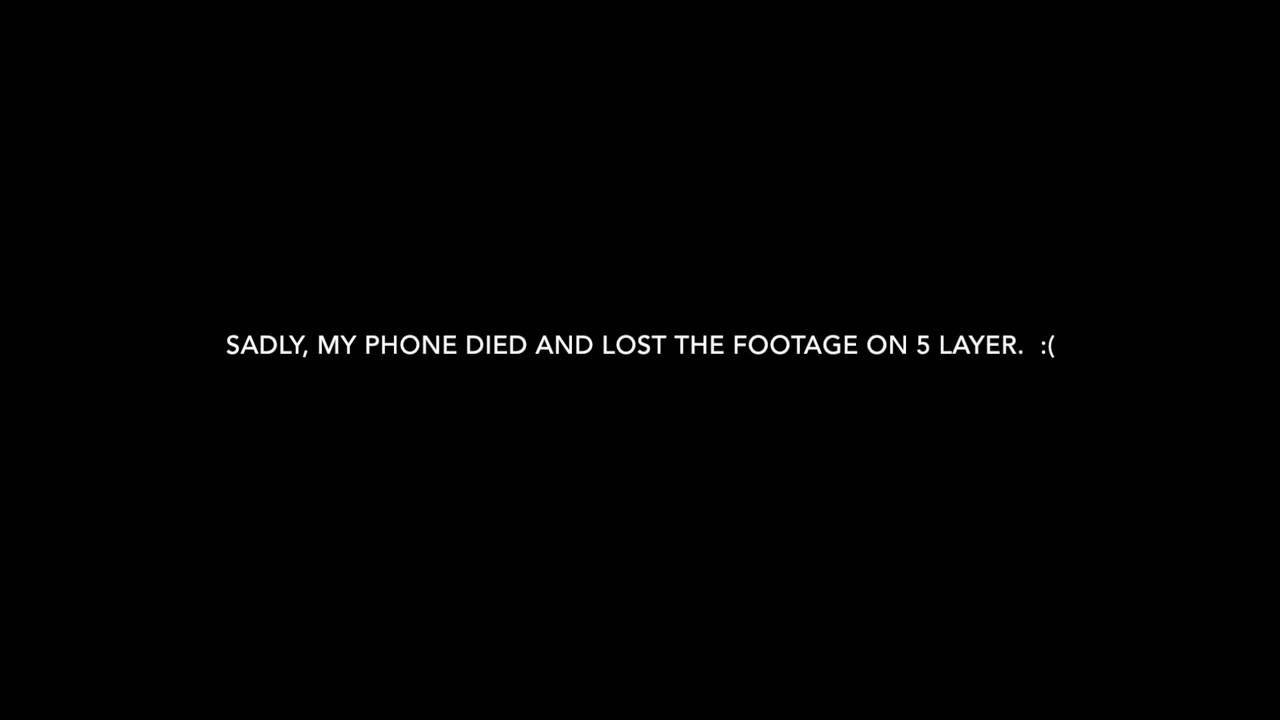 SADLY, MY PHONE DIED AND LOST THE FOOTAGE ON 5 LAYER.  :(